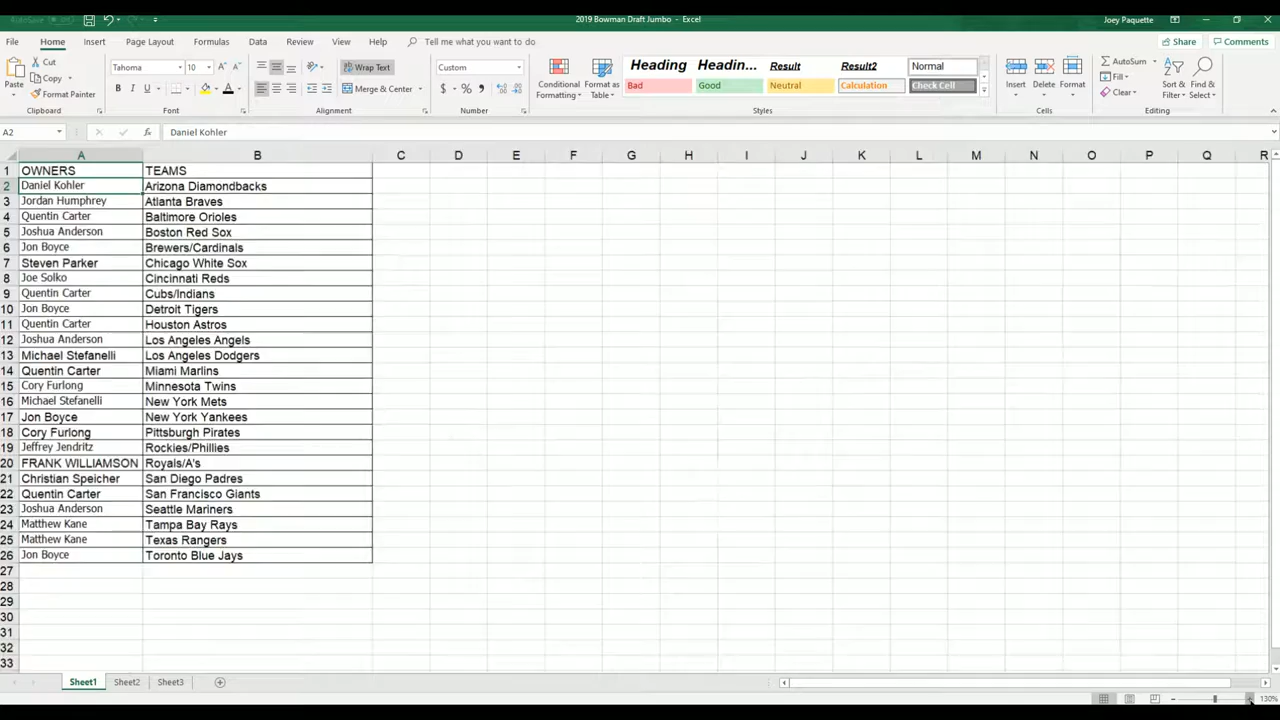 2019 Bowman Draft Jumbo - Excel
Joey Paquette
File Home Insert Page Layout Formulas Data Review View Help Tell me what you want to do Share Comments
Paste Cut Copy Format Painter Clipboard
Tahoma 10 Font
Wrap Text Merge & Center Alignment
Custom Number
Conditional Formatting Format as Table
Heading Headin... Result Result2 Normal
Bad Good Neutral Calculation Check Cell
Styles
Insert Delete Format Cells
AutoSum Fill Clear Sort & Filter Find & Select Editing
A2 fx Daniel Kohler
A B C D E F G H I J K L M N O P Q R
1 OWNERS TEAMS
2 Daniel Kohler Arizona Diamondbacks
3 Jordan Humphrey Atlanta Braves
4 Quentin Carter Baltimore Orioles
5 Joshua Anderson Boston Red Sox
6 Jon Boyce Brewers/Cardinals
7 Steven Parker Chicago White Sox
8 Joe Solko Cincinnati Reds
9 Quentin Carter Cubs/Indians
10 Jon Boyce Detroit Tigers
11 Quentin Carter Houston Astros
12 Joshua Anderson Los Angeles Angels
13 Michael Stefanelli Los Angeles Dodgers
14 Quentin Carter Miami Marlins
15 Cory Furlong Minnesota Twins
16 Michael Stefanelli New York Mets
17 Jon Boyce New York Yankees
18 Cory Furlong Pittsburgh Pirates
19 Jeffrey Jendritz Rockies/Phillies
20 FRANK WILLIAMSON Royals/A's
21 Christian Speicher San Diego Padres
22 Quentin Carter San Francisco Giants
23 Joshua Anderson Seattle Mariners
24 Matthew Kane Tampa Bay Rays
25 Matthew Kane Texas Rangers
26 Jon Boyce Toronto Blue Jays
27
28
29
30
31
32
33
Sheet1 Sheet2 Sheet3
130%